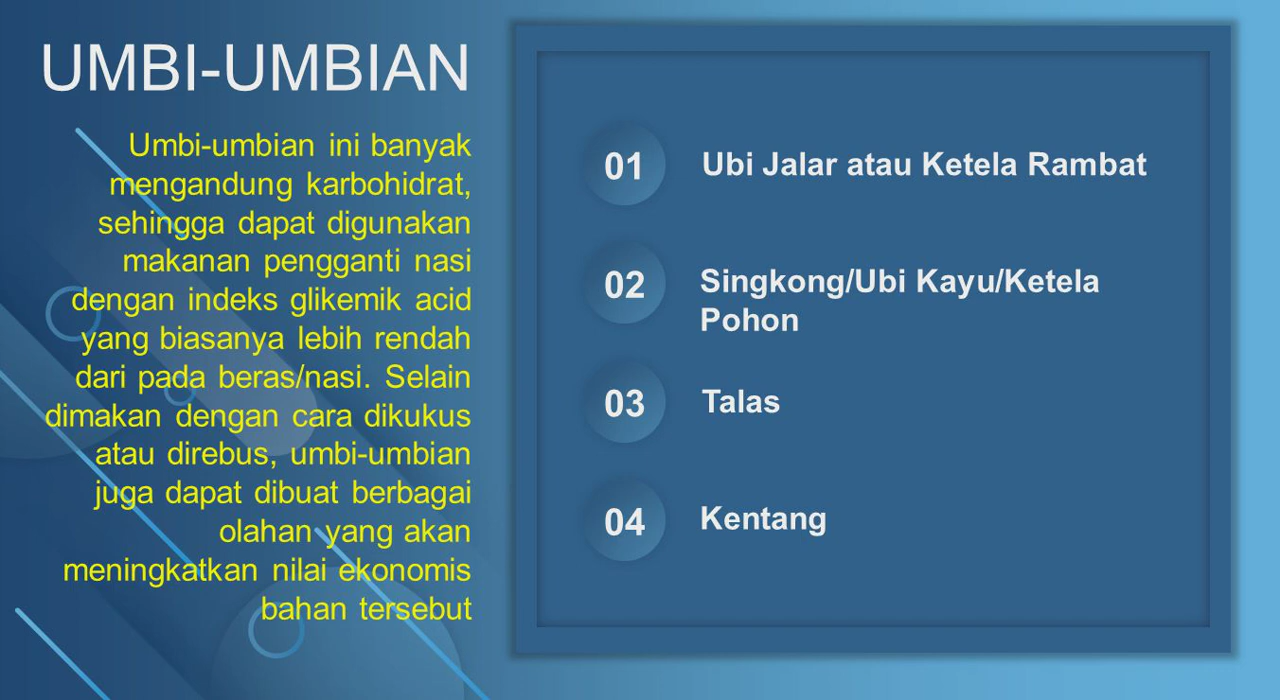 UMBI-UMBIAN
Umbi-umbian ini banyak
mengandung karbohidrat,
sehingga dapat digunakan
makanan pengganti nasi
dengan indeks glikemik acid
yang biasanya lebih rendah
dari pada beras/nasi. Selain
dimakan dengan cara dikukus
atau direbus, umbi-umbian
juga dapat dibuat berbagai
olahan yang akan
meningkatkan nilai ekonomis
bahan tersebut
01 Ubi Jalar atau Ketela Rambat
02 Singkong/Ubi Kayu/Ketela
Pohon
03 Talas
04 Kentang